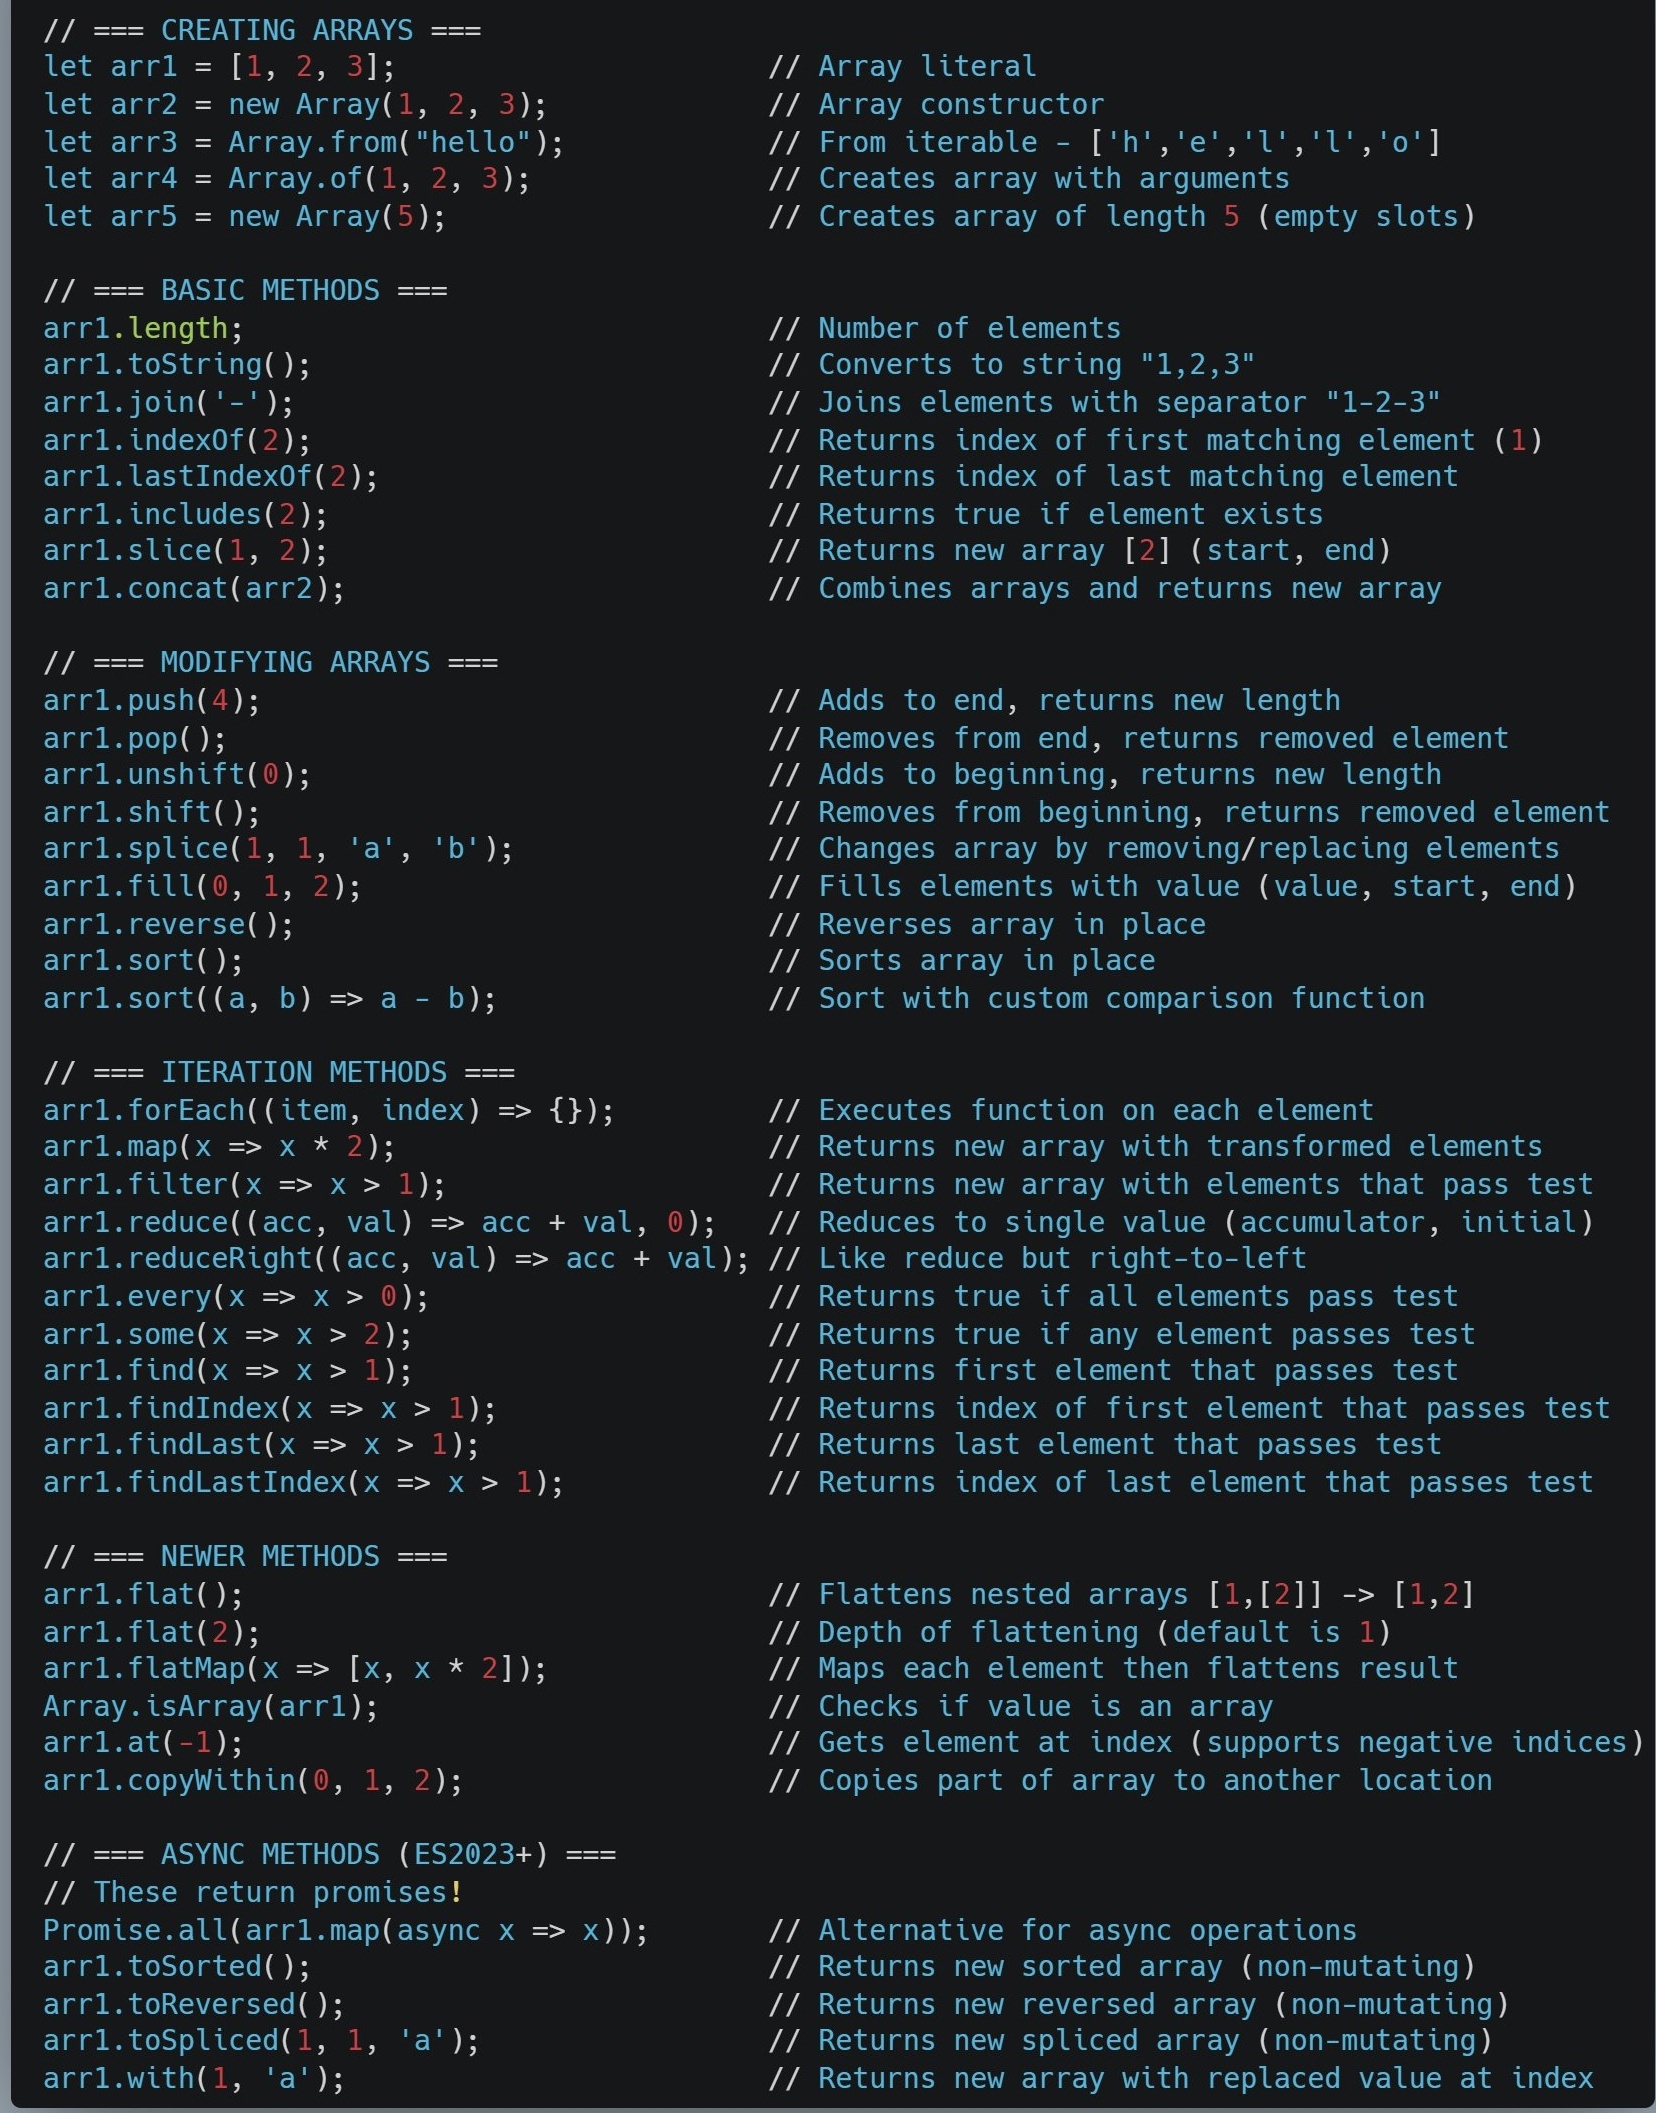 // === CREATING ARRAYS ===
let arr1 = [1, 2, 3];                      // Array literal
let arr2 = new Array(1, 2, 3);             // Array constructor
let arr3 = Array.from("hello");            // From iterable - ['h','e','l','l','o']
let arr4 = Array.of(1, 2, 3);              // Creates array with arguments
let arr5 = new Array(5);                   // Creates array of length 5 (empty slots)

// === BASIC METHODS ===
arr1.length;                               // Number of elements
arr1.toString();                           // Converts to string "1,2,3"
arr1.join('-');                            // Joins elements with separator "1-2-3"
arr1.indexOf(2);                           // Returns index of first matching element (1)
arr1.lastIndexOf(2);                       // Returns index of last matching element
arr1.includes(2);                          // Returns true if element exists
arr1.slice(1, 2);                          // Returns new array [2] (start, end)
arr1.concat(arr2);                         // Combines arrays and returns new array

// === MODIFYING ARRAYS ===
arr1.push(4);                              // Adds to end, returns new length
arr1.pop();                                // Removes from end, returns removed element
arr1.unshift(0);                           // Adds to beginning, returns new length
arr1.shift();                              // Removes from beginning, returns removed element
arr1.splice(1, 1, 'a', 'b');               // Changes array by removing/replacing elements
arr1.fill(0, 1, 2);                        // Fills elements with value (value, start, end)
arr1.reverse();                            // Reverses array in place
arr1.sort();                               // Sorts array in place
arr1.sort((a, b) => a - b);                // Sort with custom comparison function

// === ITERATION METHODS ===
arr1.forEach((item, index) => {});         // Executes function on each element
arr1.map(x => x * 2);                      // Returns new array with transformed elements
arr1.filter(x => x > 1);                   // Returns new array with elements that pass test
arr1.reduce((acc, val) => acc + val, 0);   // Reduces to single value (accumulator, initial)
arr1.reduceRight((acc, val) => acc + val); // Like reduce but right-to-left
arr1.every(x => x > 0);                    // Returns true if all elements pass test
arr1.some(x => x > 2);                     // Returns true if any element passes test
arr1.find(x => x > 1);                     // Returns first element that passes test
arr1.findIndex(x => x > 1);                // Returns index of first element that passes test
arr1.findLast(x => x > 1);                 // Returns last element that passes test
arr1.findLastIndex(x => x > 1);            // Returns index of last element that passes test

// === NEWER METHODS ===
arr1.flat();                               // Flattens nested arrays [1,[2]] -> [1,2]
arr1.flat(2);                              // Depth of flattening (default is 1)
arr1.flatMap(x => [x, x * 2]);             // Maps each element then flattens result
Array.isArray(arr1);                       // Checks if value is an array
arr1.at(-1);                               // Gets element at index (supports negative indices)
arr1.copyWithin(0, 1, 2);                  // Copies part of array to another location

// === ASYNC METHODS (ES2023+) ===
// These return promises!
Promise.all(arr1.map(async x => x));       // Alternative for async operations
arr1.toSorted();                           // Returns new sorted array (non-mutating)
arr1.toReversed();                         // Returns new reversed array (non-mutating)
arr1.toSpliced(1, 1, 'a');                 // Returns new spliced array (non-mutating)
arr1.with(1, 'a');                         // Returns new array with replaced value at index